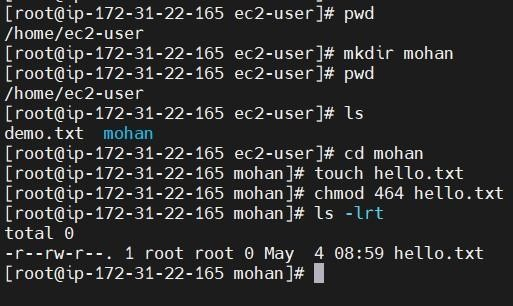 [root@ip-172-31-22-165 ec2-user]# pwd
/home/ec2-user
[root@ip-172-31-22-165 ec2-user]# mkdir mohan
[root@ip-172-31-22-165 ec2-user]# pwd
/home/ec2-user
[root@ip-172-31-22-165 ec2-user]# ls
demo.txt  mohan
[root@ip-172-31-22-165 ec2-user]# cd mohan
[root@ip-172-31-22-165 mohan]# touch hello.txt
[root@ip-172-31-22-165 mohan]# chmod 464 hello.txt
[root@ip-172-31-22-165 mohan]# ls -lrt
total 0
-r--rw-r--. 1 root root 0 May  4 08:59 hello.txt
[root@ip-172-31-22-165 mohan]#